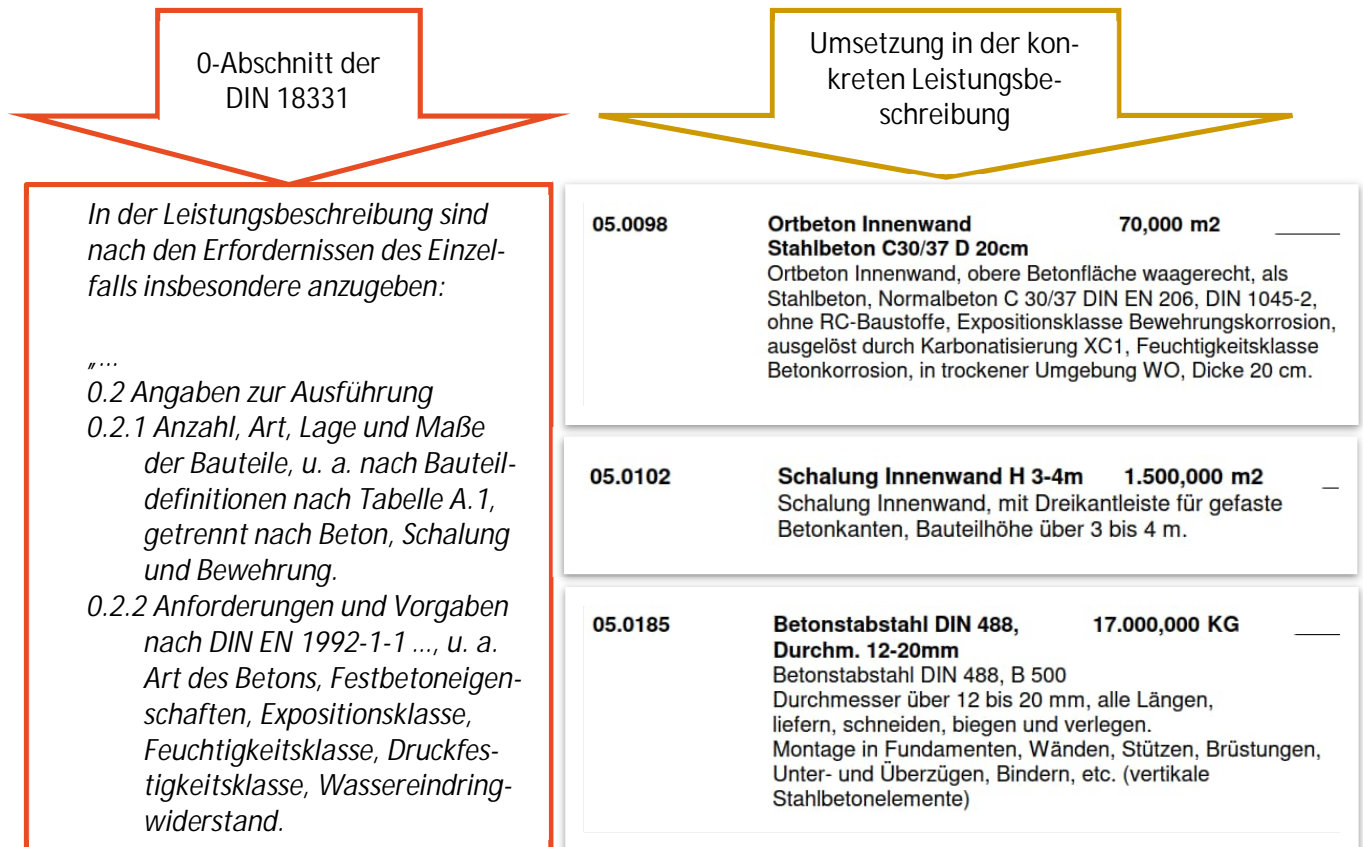 0-Abschnitt der
DIN 18331
Umsetzung in der kon-
kreten Leistungsbe-
schreibung
In der Leistungsbeschreibung sind
nach den Erfordernissen des Einzel-
falls insbesondere anzugeben:
„...
0.2 Angaben zur Ausführung
0.2.1 Anzahl, Art, Lage und Maße
der Bauteile, u. a. nach Bauteil-
definitionen nach Tabelle A.1,
getrennt nach Beton, Schalung
und Bewehrung.
0.2.2 Anforderungen und Vorgaben
nach DIN EN 1992-1-1 ..., u. a.
Art des Betons, Festbetoneigen-
schaften, Expositionsklasse,
Feuchtigkeitsklasse, Druckfes-
tigkeitsklasse, Wassereindring-
widerstand.
05.0098 Ortbeton Innenwand 70,000 m2
Stahlbeton C30/37 D 20cm
Ortbeton Innenwand, obere Betonfläche waagerecht, als
Stahlbeton, Normalbeton C 30/37 DIN EN 206, DIN 1045-2,
ohne RC-Baustoffe, Expositionsklasse Bewehrungskorrosion,
ausgelöst durch Karbonatisierung XC1, Feuchtigkeitsklasse
Betonkorrosion, in trockener Umgebung WO, Dicke 20 cm.
05.0102 Schalung Innenwand H 3-4m 1.500,000 m2
Schalung Innenwand, mit Dreikantleiste für gefaste
Betonkanten, Bauteilhöhe über 3 bis 4 m.
05.0185 Betonstabstahl DIN 488, 17.000,000 KG
Durchm. 12-20mm
Betonstabstahl DIN 488, B 500
Durchmesser über 12 bis 20 mm, alle Längen,
liefern, schneiden, biegen und verlegen.
Montage in Fundamenten, Wänden, Stützen, Brüstungen,
Unter- und Überzügen, Bindern, etc. (vertikale
Stahlbetonelemente)